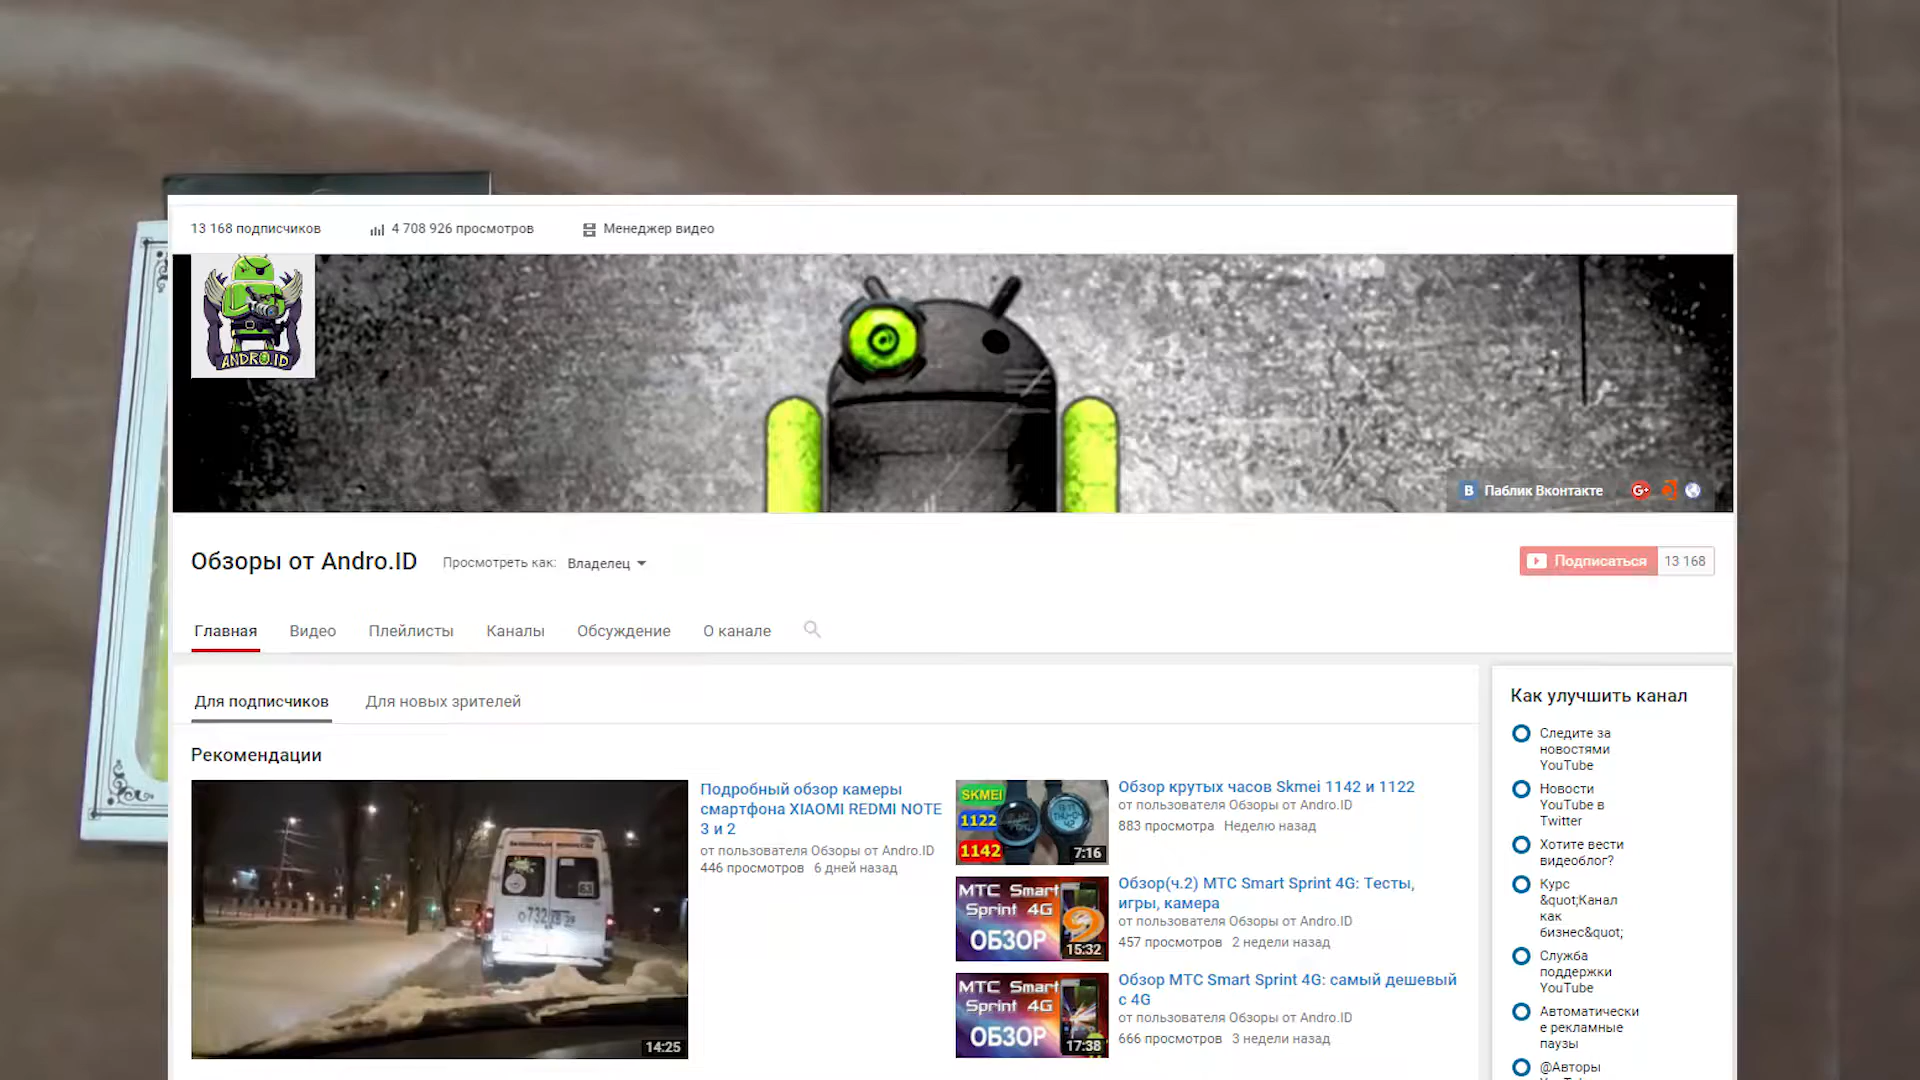 13 168 подписчиков
4 708 926 просмотров
Менеджер видео
ANDRO.ID
Паблик Вконтакте
Обзоры от Andro.ID
Просмотреть как: Владелец
Подписаться 13 168
Главная
Видео
Плейлисты
Каналы
Обсуждение
О канале
Для подписчиков
Для новых зрителей
Рекомендации
14:25
Подробный обзор камеры
смартфона XIAOMI REDMI NOTE
3 и 2
от пользователя Обзоры от Andro.ID
446 просмотров 6 дней назад
SKMEI
1122
1142
7:16
Обзор крутых часов Skmei 1142 и 1122
от пользователя Обзоры от Andro.ID
883 просмотра Неделю назад
МТС Smart
Sprint 4G
ОБЗОР
15:32
Обзор(ч.2) МТС Smart Sprint 4G: Тесты,
игры, камера
от пользователя Обзоры от Andro.ID
457 просмотров 2 недели назад
МТС Smart
Sprint 4G
ОБЗОР
17:38
Обзор МТС Smart Sprint 4G: самый дешевый
с 4G
от пользователя Обзоры от Andro.ID
666 просмотров 3 недели назад
Как улучшить канал
Следите за
новостями
YouTube
Новости
YouTube в
Twitter
Хотите вести
видеоблог?
Курс
&quot;Канал
как
бизнес&quot;
Служба
поддержки
YouTube
Автоматически
е рекламные
паузы
@Авторы